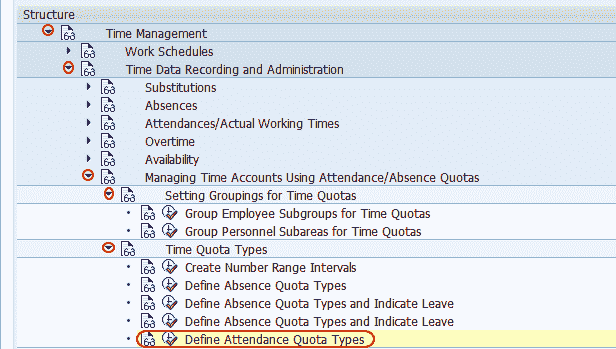 Structure
Time Management
Work Schedules
Time Data Recording and Administration
Substitutions
Absences
Attendances/Actual Working Times
Overtime
Availability
Managing Time Accounts Using Attendance/Absence Quotas
Setting Groupings for Time Quotas
Group Employee Subgroups for Time Quotas
Group Personnel Subareas for Time Quotas
Time Quota Types
Create Number Range Intervals
Define Absence Quota Types
Define Absence Quota Types and Indicate Leave
Define Absence Quota Types and Indicate Leave
Define Attendance Quota Types